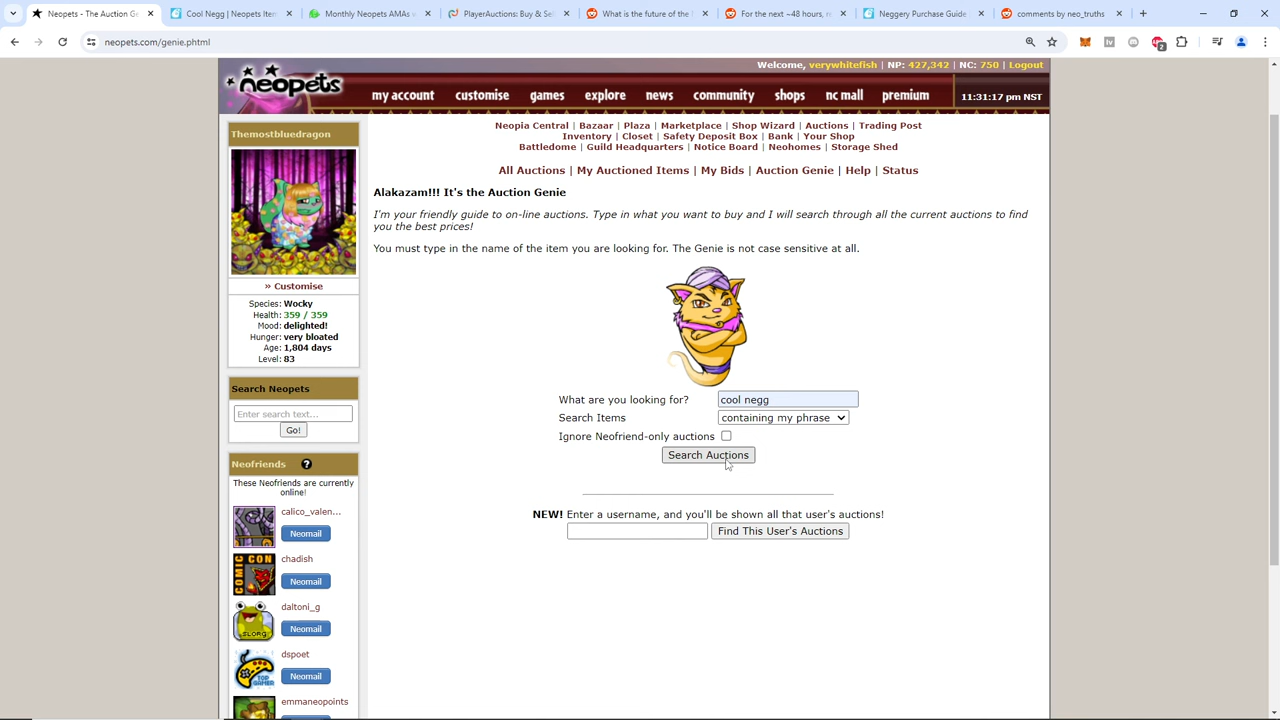 Neopets - The Auction Ge
Cool Negg | Neopets Iten
Monthly Neopets AMAs v
PlayerAuctions: Buy & Sel
What is the future of the
For the next ~48 hours, r
Neggery Purchase Guide
comments by neo_truths
neopets.com/genie.phtml
2
neopets
Welcome, verywhitefish | NP: 427,342 | NC: 750 | Logout
my account customise games explore news community shops nc mall premium
11:31:17 pm NST
Themostbluedragon
» Customise
Species: Wocky
Health: 359 / 359
Mood: delighted!
Hunger: very bloated
Age: 1,804 days
Level: 83
Search Neopets
Enter search text...
Go!
Neofriends ?
These Neofriends are currently
online!
calico_valen...
Neomail
chadish
COMIC CON
Neomail
daltoni_g
SLORG
Neomail
dspoet
TOP GAMER
Neomail
emmaneopoints
Neopia Central | Bazaar | Plaza | Marketplace | Shop Wizard | Auctions | Trading Post
Inventory | Closet | Safety Deposit Box | Bank | Your Shop
Battledome | Guild Headquarters | Notice Board | Neohomes | Storage Shed
All Auctions | My Auctioned Items | My Bids | Auction Genie | Help | Status
Alakazam!!! It's the Auction Genie
I'm your friendly guide to on-line auctions. Type in what you want to buy and I will search through all the current auctions to find
you the best prices!
You must type in the name of the item you are looking for. The Genie is not case sensitive at all.
What are you looking for? cool negg
Search Items containing my phrase
Ignore Neofriend-only auctions
Search Auctions
NEW! Enter a username, and you'll be shown all that user's auctions!
Find This User's Auctions